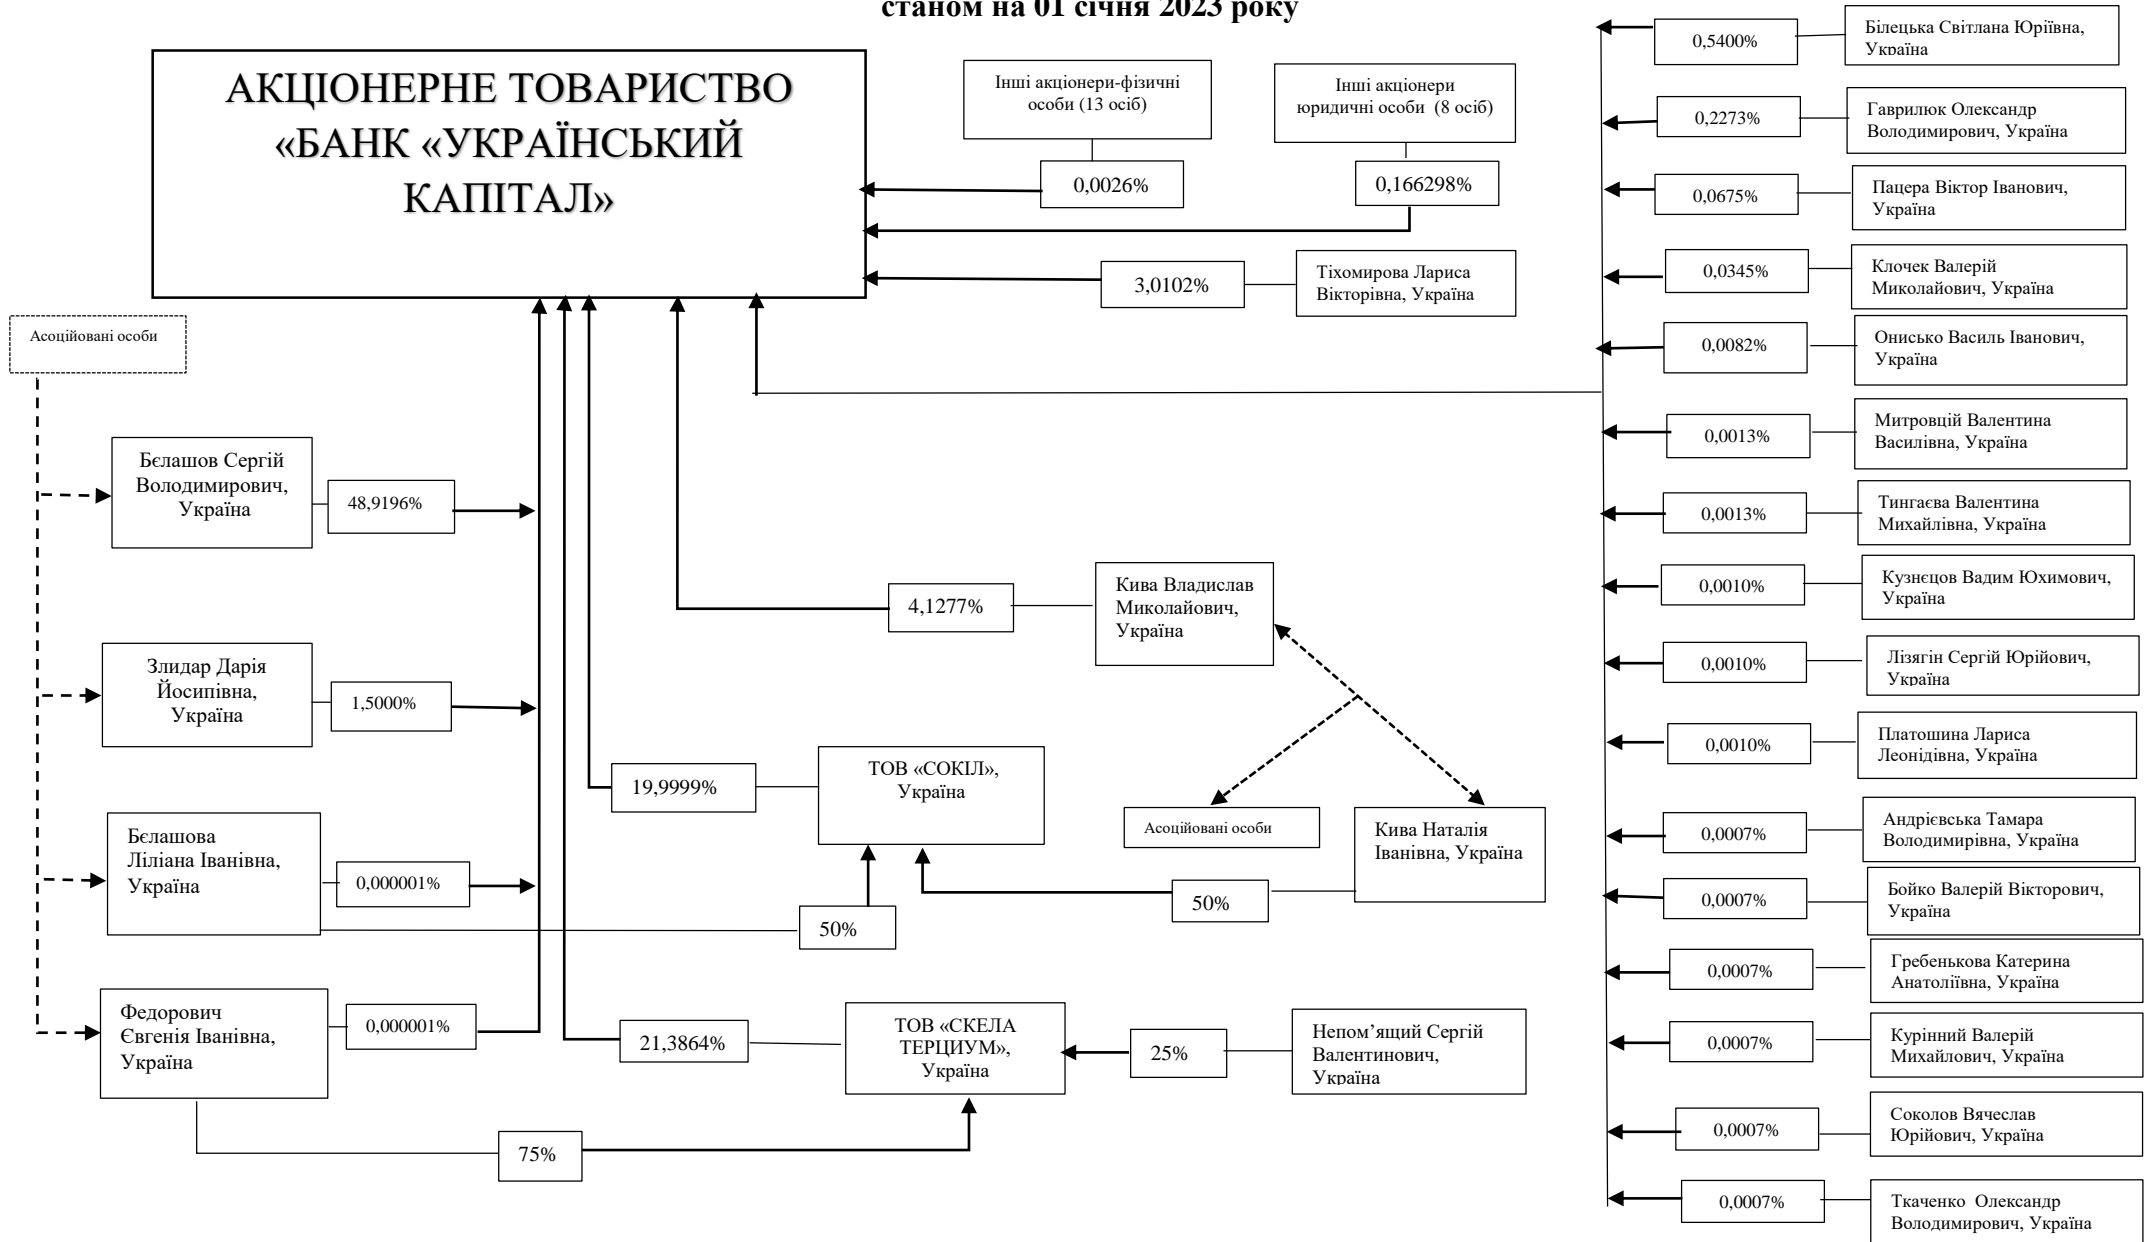 станом на 01 січня 2023 року
АКЦІОНЕРНЕ ТОВАРИСТВО
«БАНК «УКРАЇНСЬКИЙ
КАПІТАЛ»
Інші акціонери-фізичні
особи (13 осіб)
0,0026%
Інші акціонери
юридичні особи (8 осіб)
0,166298%
3,0102%
Тіхомирова Лариса
Вікторівна, Україна
Асоційовані особи
Бєлашов Сергій
Володимирович,
Україна
48,9196%
Злидар Дарія
Йосипівна,
Україна
1,5000%
Бєлашова
Ліліана Іванівна,
Україна
0,000001%
50%
Федорович
Євгенія Іванівна,
Україна
0,000001%
75%
4,1277%
Кива Владислав
Миколайович,
Україна
19,9999%
ТОВ «СОКІЛ»,
Україна
Асоційовані особи
Кива Наталія
Іванівна, Україна
50%
21,3864%
ТОВ «СКЕЛА
ТЕРЦИУМ»,
Україна
25%
Непом’ящий Сергій
Валентинович,
Україна
0,5400%
Білецька Світлана Юріївна,
Україна
0,2273%
Гаврилюк Олександр
Володимирович, Україна
0,0675%
Пацера Віктор Іванович,
Україна
0,0345%
Клочек Валерій
Миколайович, Україна
0,0082%
Онисько Василь Іванович,
Україна
0,0013%
Митровцій Валентина
Василівна, Україна
0,0013%
Тингаєва Валентина
Михайлівна, Україна
0,0010%
Кузнєцов Вадим Юхимович,
Україна
0,0010%
Лізягін Сергій Юрійович,
Україна
0,0010%
Платошина Лариса
Леонідівна, Україна
0,0007%
Андрієвська Тамара
Володимирівна, Україна
0,0007%
Бойко Валерій Вікторович,
Україна
0,0007%
Гребенькова Катерина
Анатоліївна, Україна
0,0007%
Курінний Валерій
Михайлович, Україна
0,0007%
Соколов Вячеслав
Юрійович, Україна
0,0007%
Ткаченко Олександр
Володимирович, Україна